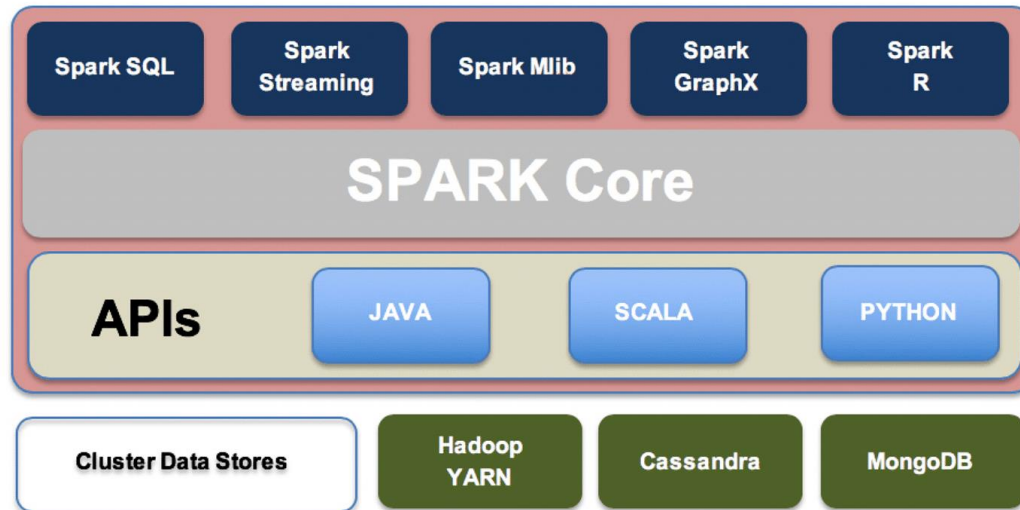 Spark SQL
Spark
Streaming
Spark Mlib
Spark
GraphX
Spark
R
SPARK Core
APIs
JAVA
SCALA
PYTHON
Cluster Data Stores
Hadoop
YARN
Cassandra
MongoDB